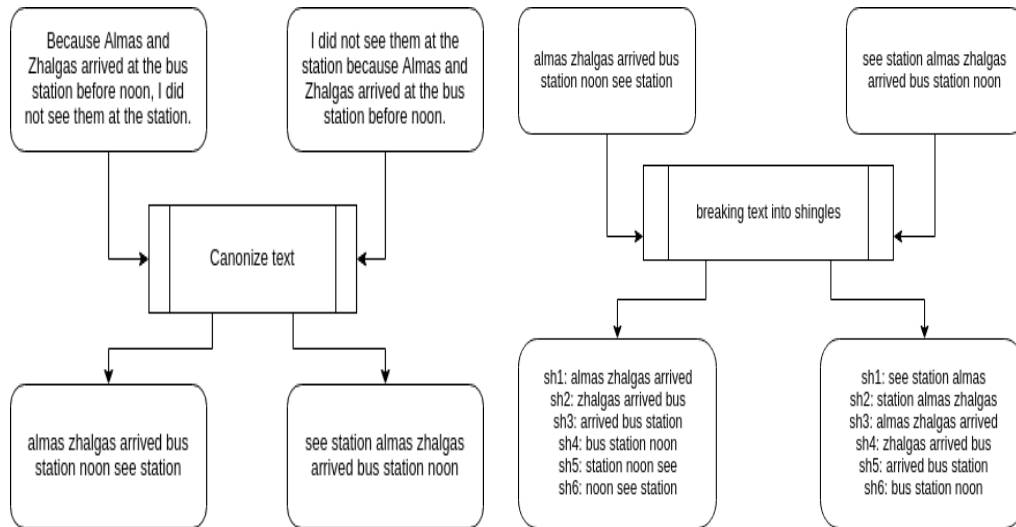 Because Almas and
Zhalgas arrived at the bus
station before noon, I did
not see them at the station.
I did not see them at the
station because Almas and
Zhalgas arrived at the bus
station before noon.
Canonize text
almas zhalgas arrived bus
station noon see station
see station almas zhalgas
arrived bus station noon
almas zhalgas arrived bus
station noon see station
see station almas zhalgas
arrived bus station noon
breaking text into shingles
sh1: almas zhalgas arrived
sh2: zhalgas arrived bus
sh3: arrived bus station
sh4: bus station noon
sh5: station noon see
sh6: noon see station
sh1: see station almas
sh2: station almas zhalgas
sh3: almas zhalgas arrived
sh4: zhalgas arrived bus
sh5: arrived bus station
sh6: bus station noon